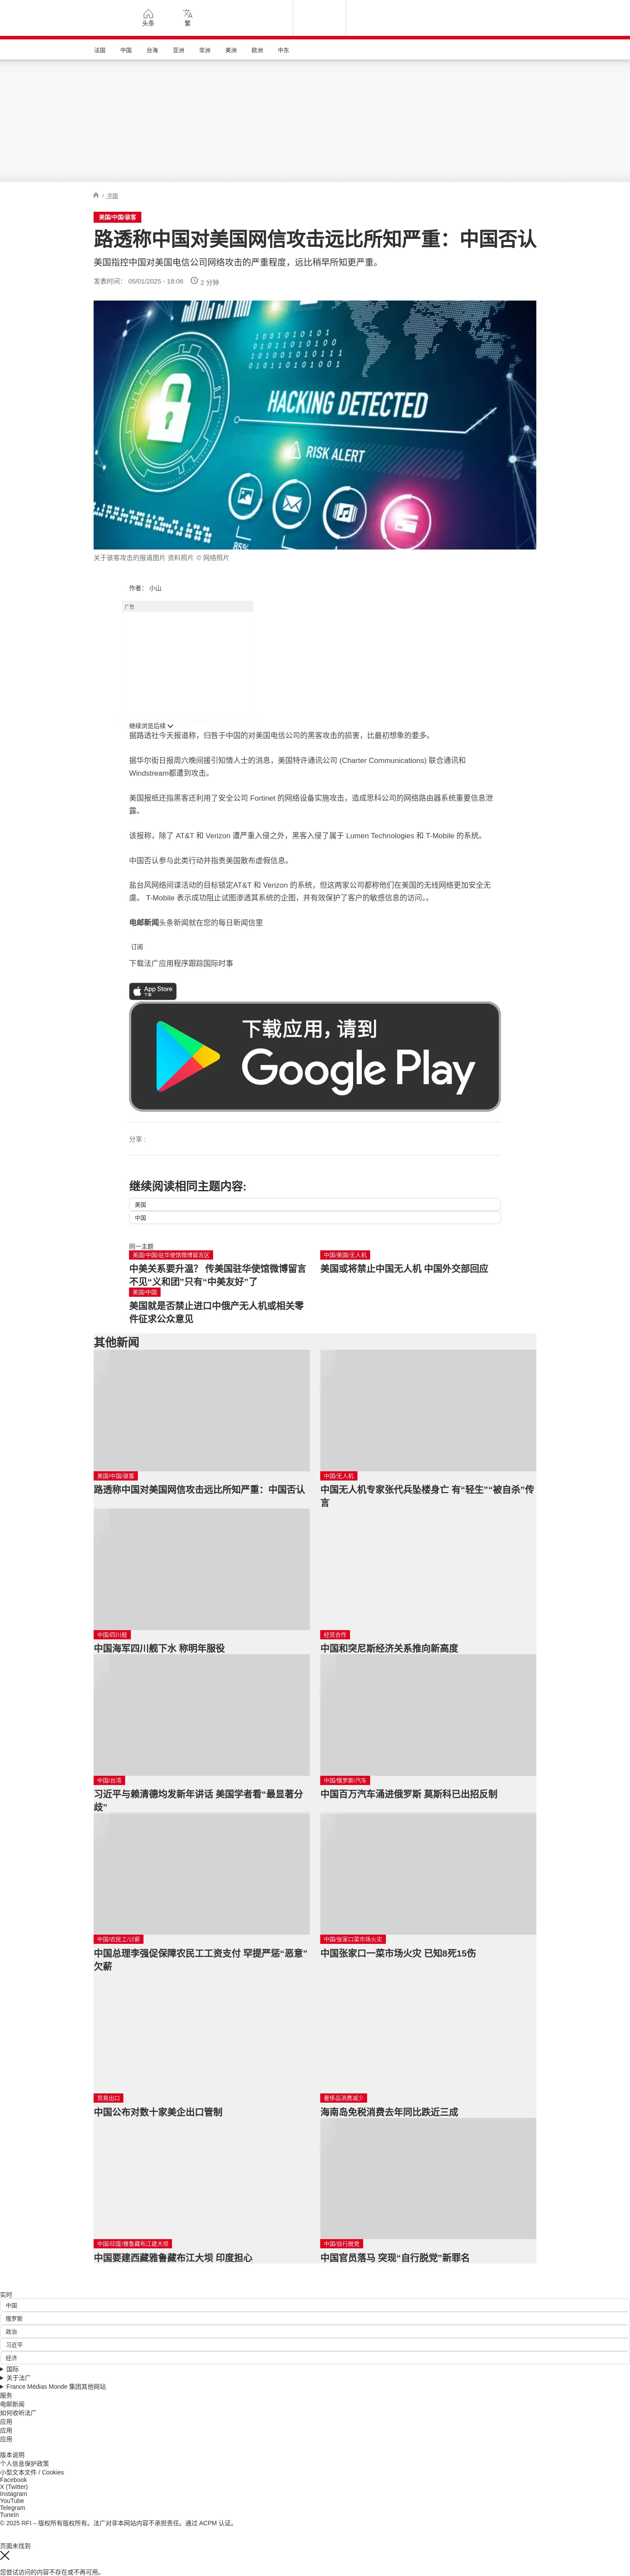 头条
繁
法国 中国 台海 亚洲 非洲 美洲 欧洲 中东
/ 中国
美国/中国/骇客
路透称中国对美国网信攻击远比所知严重：中国否认
美国指控中国对美国电信公司网络攻击的严重程度，远比稍早所知更严重。
发表时间： 05/01/2025 - 18:06 2 分钟
HACKING DETECTED
RISK ALERT
85%
关于骇客攻击的报道图片 资料照片 © 网络照片
作者： 小山
广告
继续浏览后续
据路透社今天报道称，归咎于中国的对美国电信公司的黑客攻击的损害，比最初想象的要多。
据华尔街日报周六晚间援引知情人士的消息，美国特许通讯公司 (Charter Communications) 联合通讯和
Windstream都遭到攻击。
美国报纸还指黑客还利用了安全公司 Fortinet 的网络设备实施攻击，造成思科公司的网络路由器系统重要信息泄
露。
该报称，除了 AT&T 和 Verizon 遭严重入侵之外，黑客入侵了属于 Lumen Technologies 和 T-Mobile 的系统。
中国否认参与此类行动并指责美国散布虚假信息。
盐台风网络间谍活动的目标锁定AT&T 和 Verizon 的系统，但这两家公司都称他们在美国的无线网络更加安全无
虞。 T-Mobile 表示成功阻止试图渗透其系统的企图，并有效保护了客户的敏感信息的访问。。
电邮新闻头条新闻就在您的每日新闻信里
订阅
下载法广应用程序跟踪国际时事
App Store
下载
下载应用，请到
Google Play
分享 :
继续阅读相同主题内容:
美国
中国
同一主题
美国/中国/驻华使馆微博留言区
中美关系要升温？ 传美国驻华使馆微博留言
不见“义和团”只有“中美友好”了
中国/美国/无人机
美国或将禁止中国无人机 中国外交部回应
美国/中国
美国就是否禁止进口中俄产无人机或相关零
件征求公众意见
其他新闻
美国/中国/骇客
路透称中国对美国网信攻击远比所知严重：中国否认
中国/无人机
中国无人机专家张代兵坠楼身亡 有“轻生”“被自杀”传
言
中国/四川舰
中国海军四川舰下水 称明年服役
经贸合作
中国和突尼斯经济关系推向新高度
中国/台湾
习近平与赖清德均发新年讲话 美国学者看“最显著分
歧”
中国/俄罗斯/汽车
中国百万汽车涌进俄罗斯 莫斯科已出招反制
中国/农民工/讨薪
中国总理李强促保障农民工工资支付 罕提严惩“恶意”
欠薪
中国/张家口菜市场火灾
中国张家口一菜市场火灾 已知8死15伤
贸易出口
中国公布对数十家美企出口管制
奢侈品消费减少
海南岛免税消费去年同比跌近三成
中国/印度/雅鲁藏布江建大坝
中国要建西藏雅鲁藏布江大坝 印度担心
中国/自行脱党
中国官员落马 突现“自行脱党”新罪名
实时
中国
俄罗斯
政治
习近平
经济
国际
关于法广
France Médias Monde 集团其他网站
服务
电邮新闻
如何收听法广
应用
应用
应用
版本说明
个人信息保护政策
小型文本文件 / Cookies
Facebook
X (Twitter)
Instagram
YouTube
Telegram
TuneIn
© 2025 RFI – 版权所有版权所有。法广对非本网站内容不承担责任。通过 ACPM 认证。
页面未找到
您尝试访问的内容不存在或不再可用。